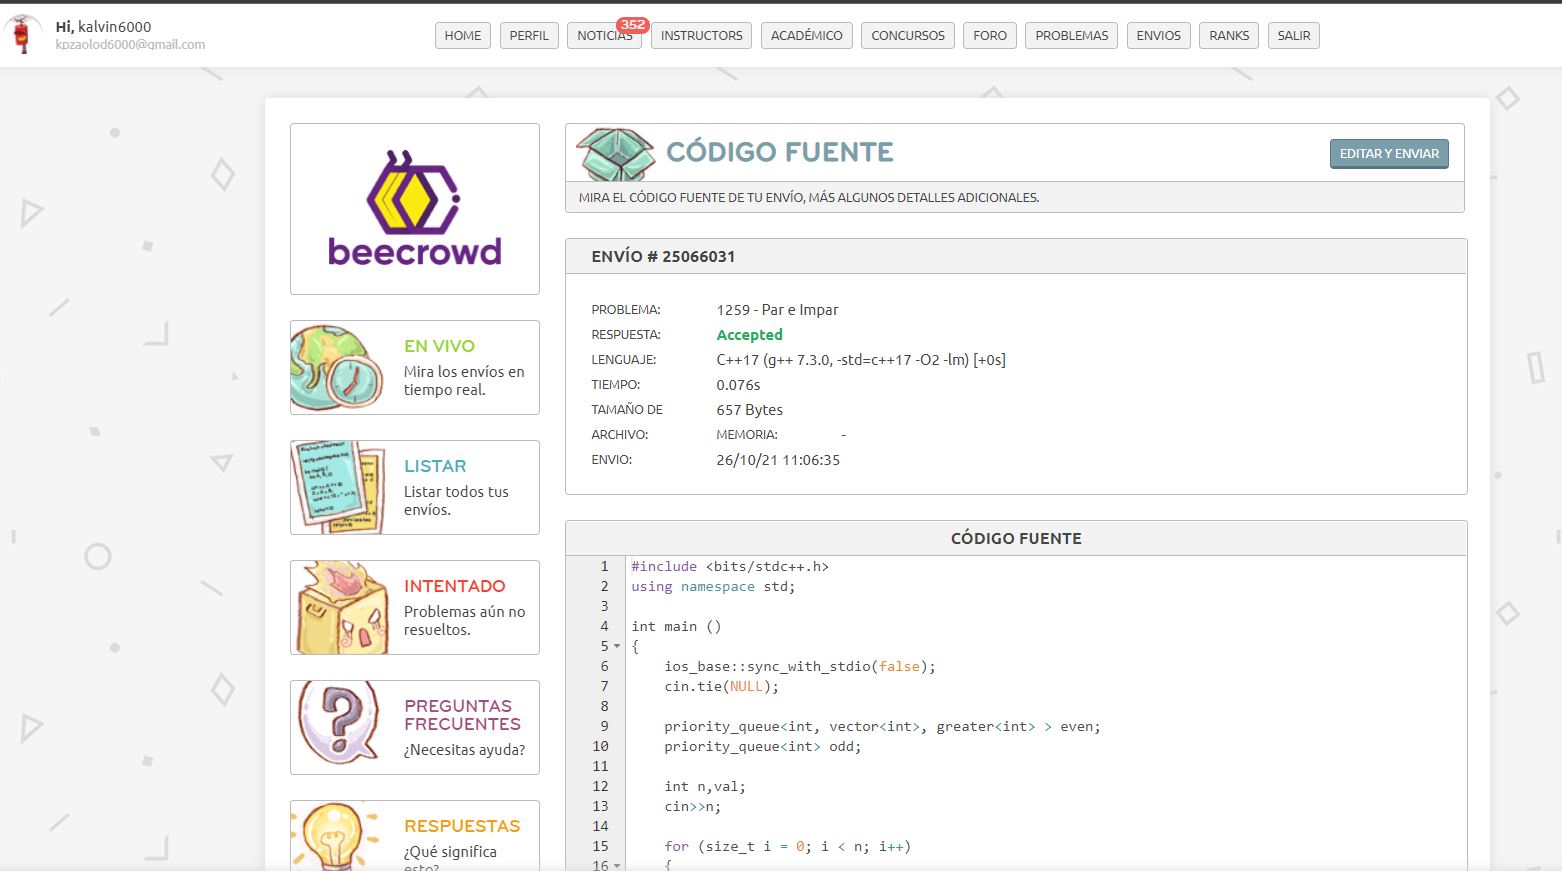 Hi, kalvin6000
kpzaolod6000@gmail.com
HOME
PERFIL
NOTICIAS
352
INSTRUCTORS
ACADÉMICO
CONCURSOS
FORO
PROBLEMAS
ENVIOS
RANKS
SALIR
beecrowd
EN VIVO
Mira los envíos en
tiempo real.
LISTAR
Listar todos tus
envíos.
INTENTADO
Problemas aún no
resueltos.
PREGUNTAS
FRECUENTES
¿Necesitas ayuda?
RESPUESTAS
¿Qué significa
esto?
CÓDIGO FUENTE
EDITAR Y ENVIAR
MIRA EL CÓDIGO FUENTE DE TU ENVÍO, MÁS ALGUNOS DETALLES ADICIONALES.
ENVÍO # 25066031
PROBLEMA: 1259 - Par e Impar
RESPUESTA: Accepted
LENGUAJE: C++17 (g++ 7.3.0, -std=c++17 -O2 -lm) [+0s]
TIEMPO: 0.076s
TAMAÑO DE 657 Bytes
ARCHIVO: MEMORIA: -
ENVIO: 26/10/21 11:06:35
CÓDIGO FUENTE
1 #include <bits/stdc++.h>
2 using namespace std;
3
4 int main ()
5 {
6 ios_base::sync_with_stdio(false);
7 cin.tie(NULL);
8
9 priority_queue<int, vector<int>, greater<int> > even;
10 priority_queue<int> odd;
11
12 int n,val;
13 cin>>n;
14
15 for (size_t i = 0; i < n; i++)
16 {